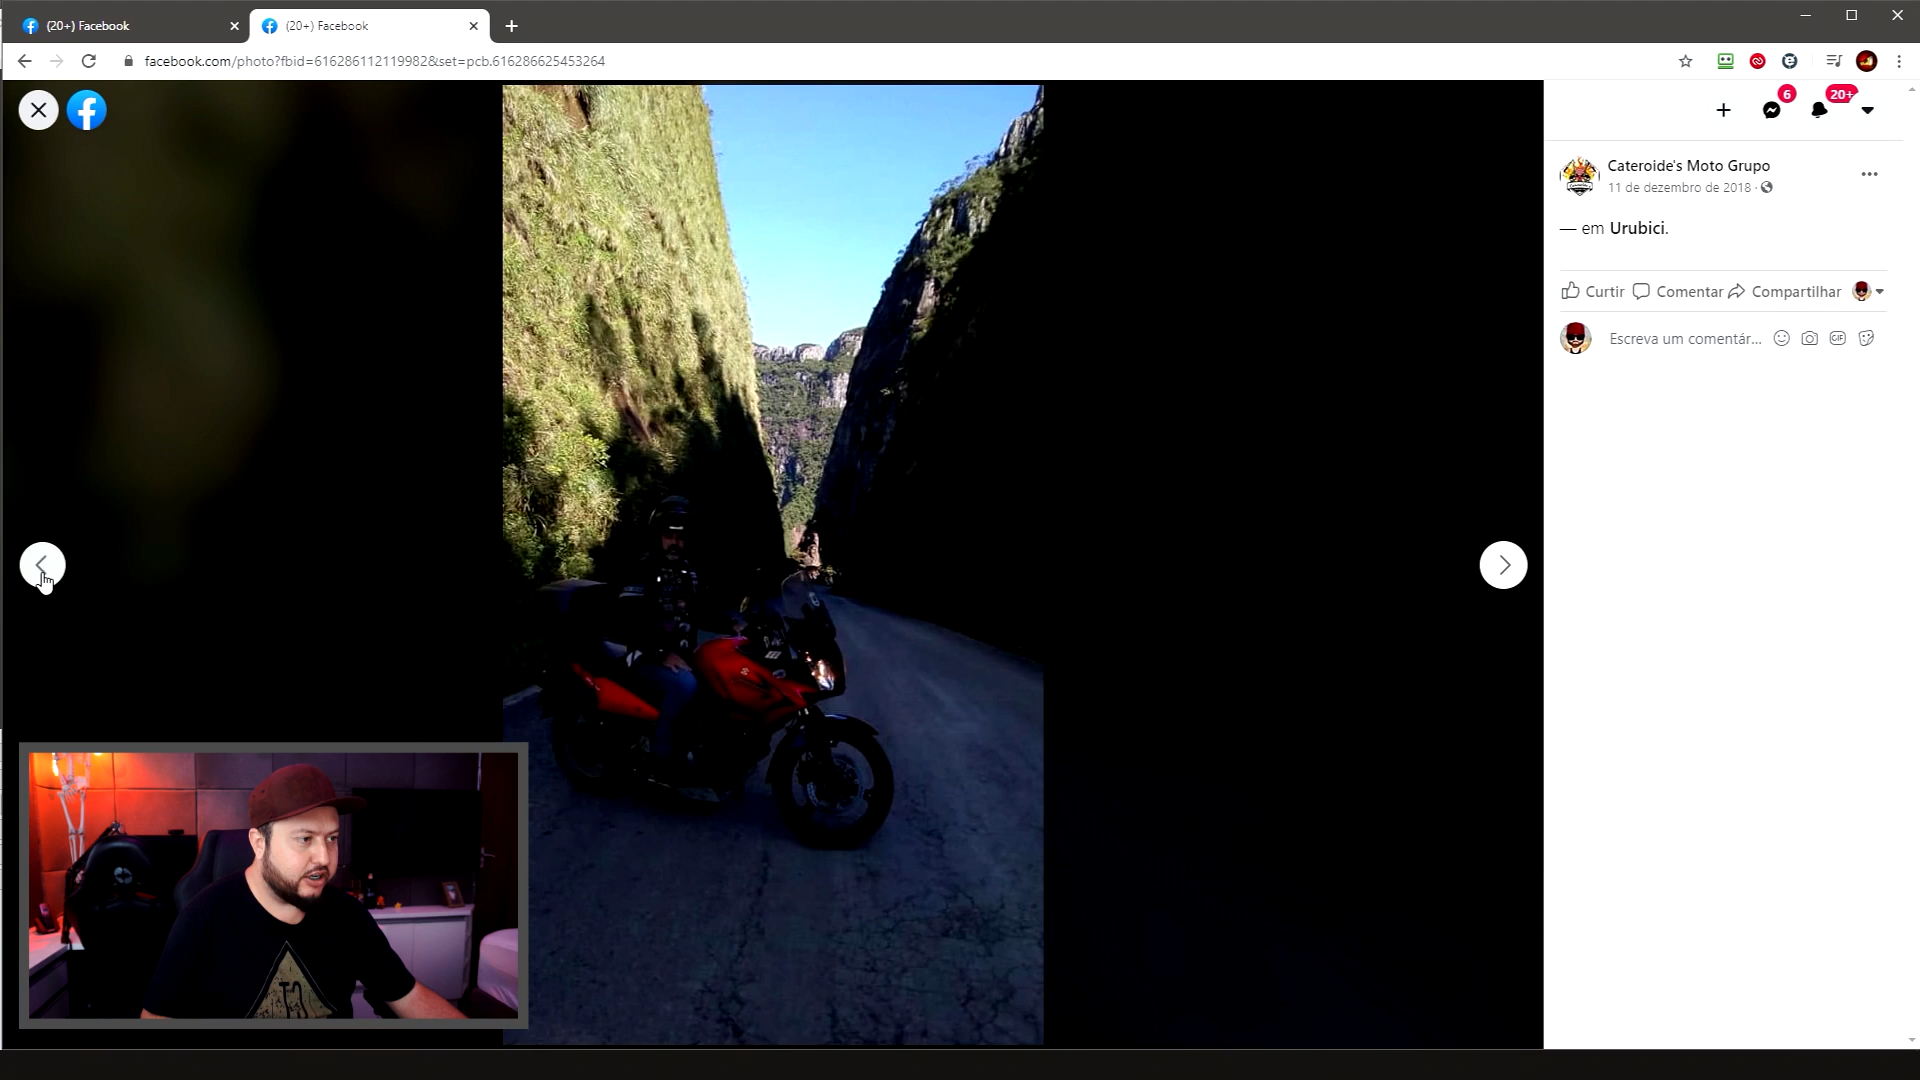 (20+) Facebook
(20+) Facebook
facebook.com/photo?fbid=616286112119982&set=pcb.616286625453264
6
20+
Cateroide's Moto Grupo
11 de dezembro de 2018 ·
— em Urubici.
Curtir Comentar Compartilhar
Escreva um comentár...
GIF